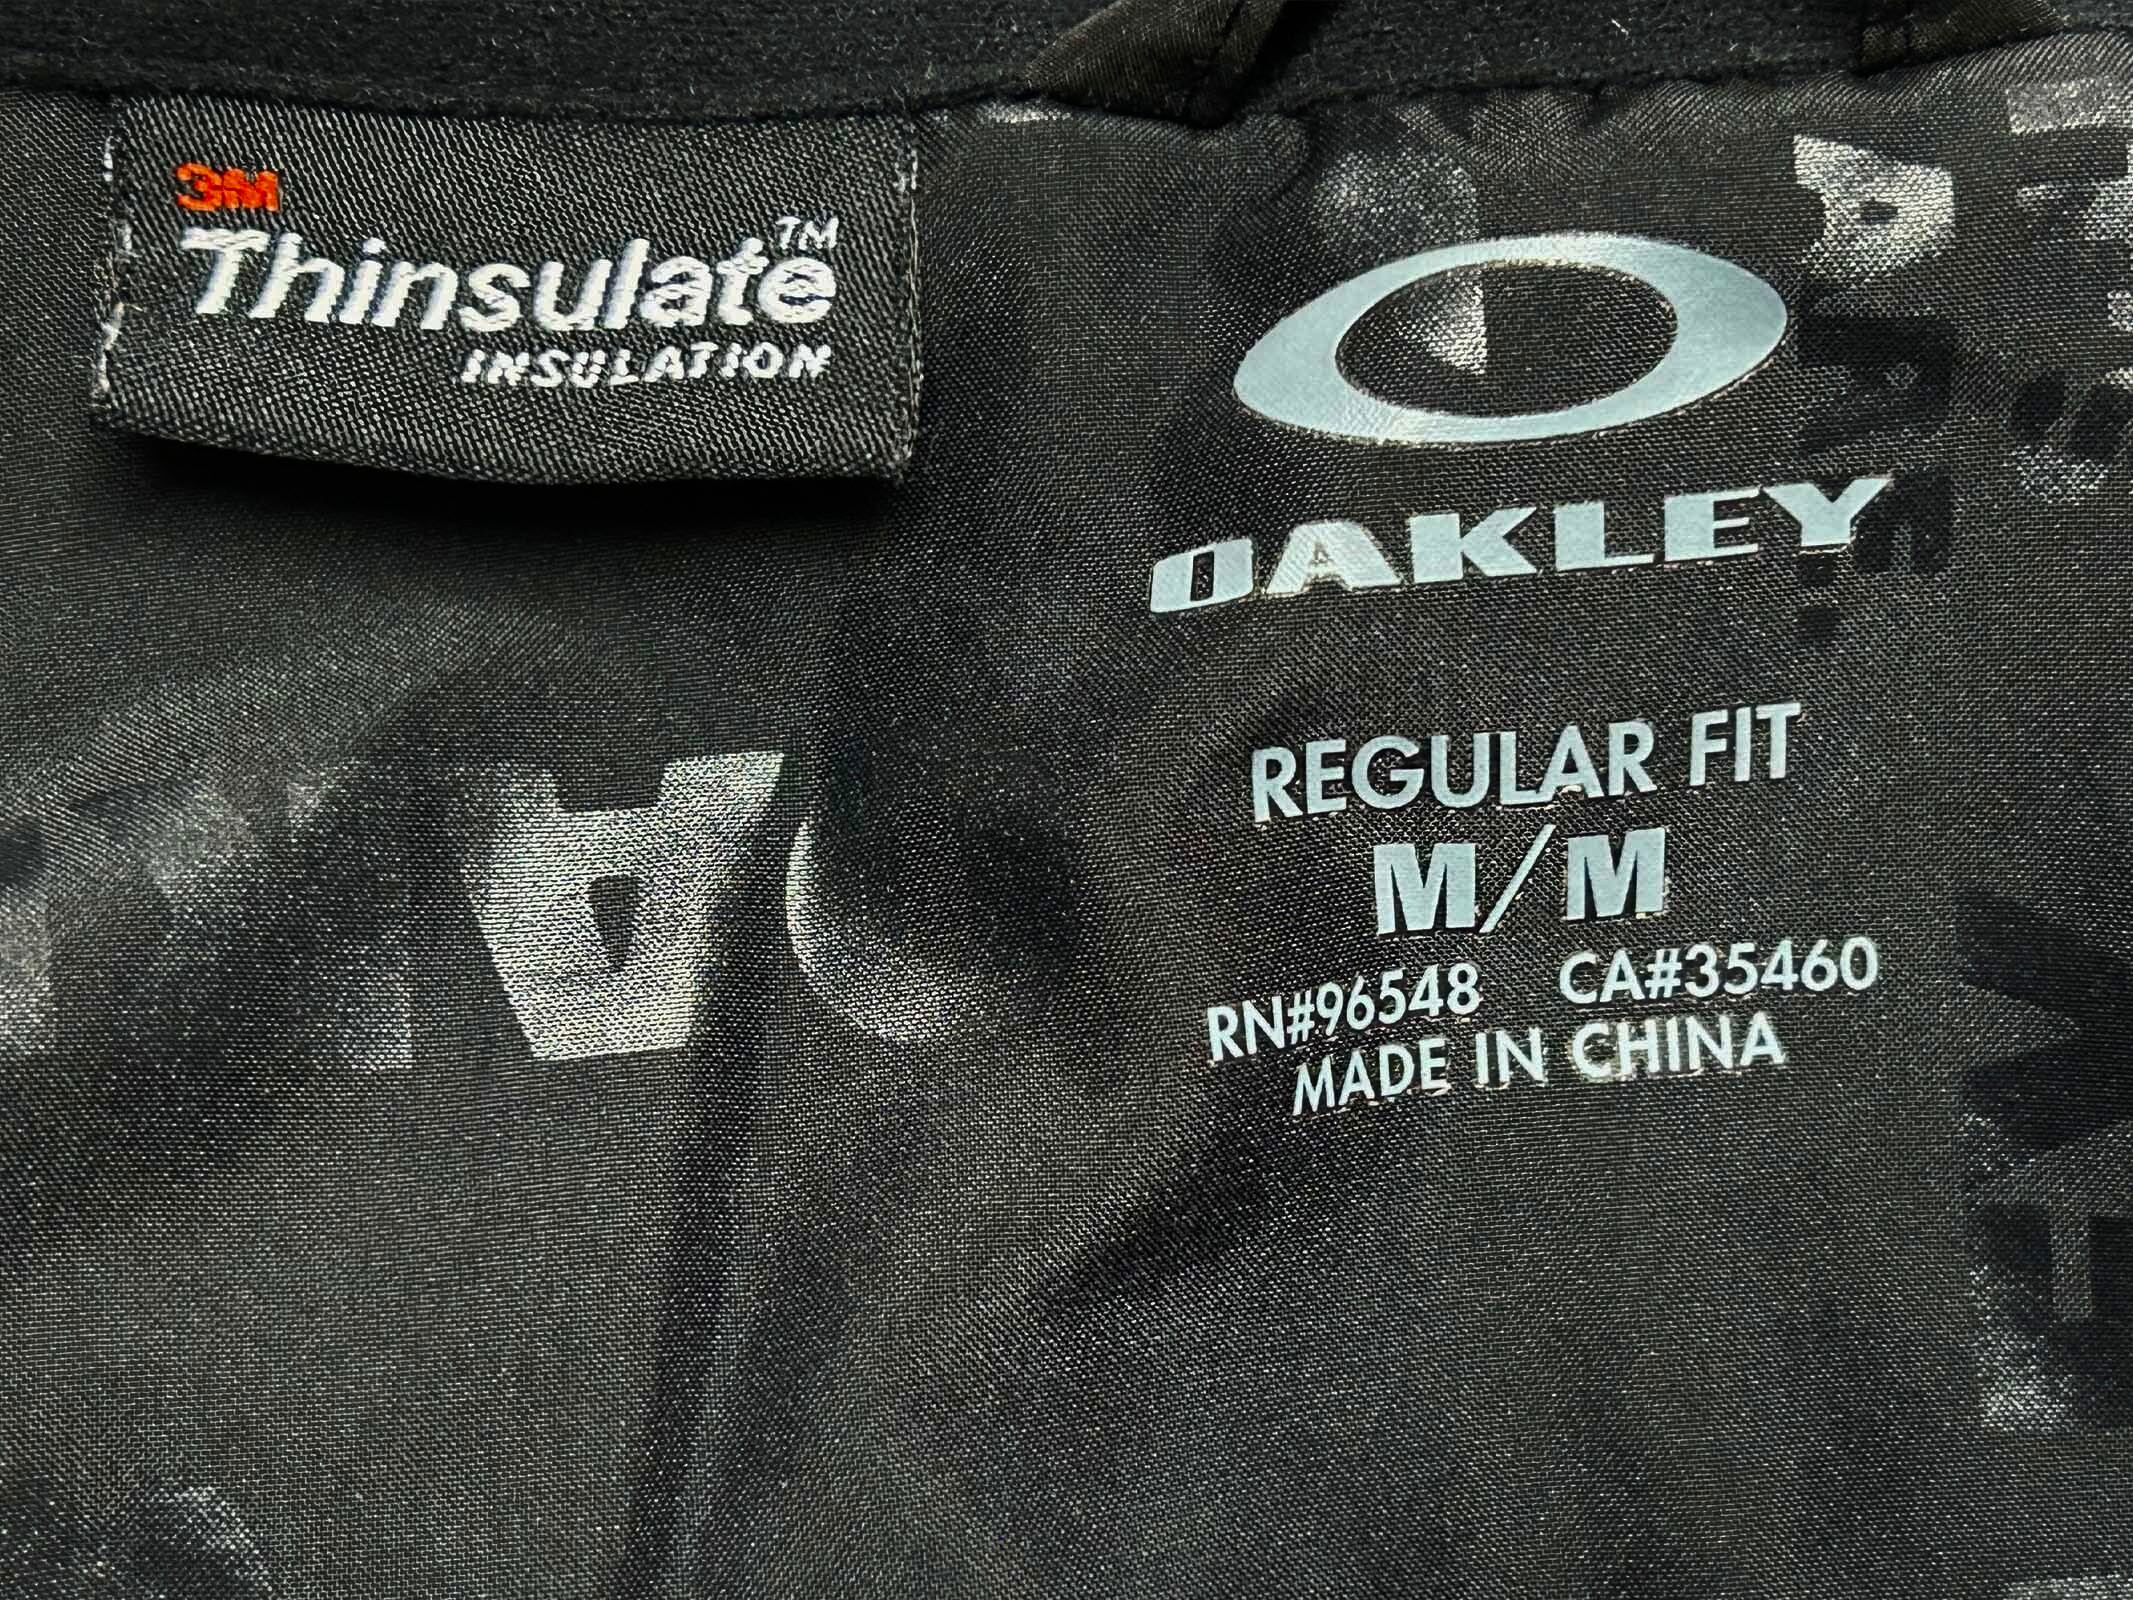 3M
Thinsulate™
INSULATION
OAKLEY
REGULAR FIT
M/M
RN#96548 CA#35460
MADE IN CHINA